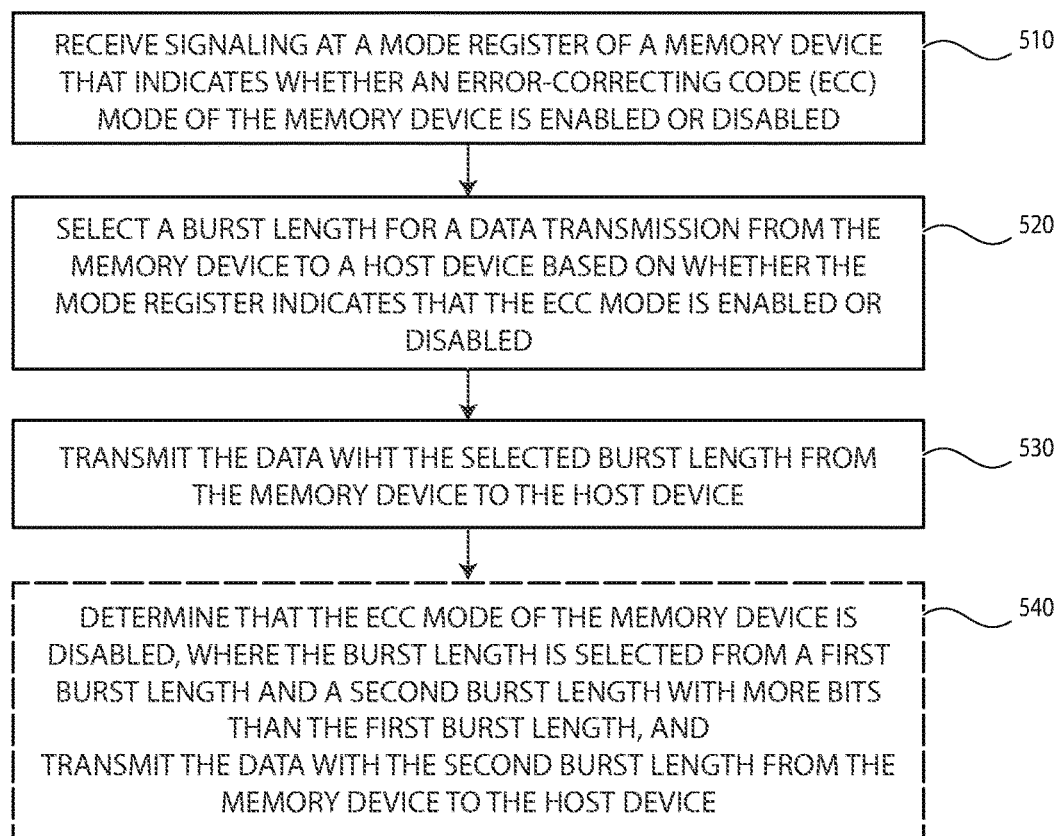 RECEIVE SIGNALING AT A MODE REGISTER OF A MEMORY DEVICE
THAT INDICATES WHETHER AN ERROR-CORRECTING CODE (ECC)
MODE OF THE MEMORY DEVICE IS ENABLED OR DISABLED
510
SELECT A BURST LENGTH FOR A DATA TRANSMISSION FROM THE
MEMORY DEVICE TO A HOST DEVICE BASED ON WHETHER THE
MODE REGISTER INDICATES THAT THE ECC MODE IS ENABLED OR
DISABLED
520
TRANSMIT THE DATA WIHT THE SELECTED BURST LENGTH FROM
THE MEMORY DEVICE TO THE HOST DEVICE
530
DETERMINE THAT THE ECC MODE OF THE MEMORY DEVICE IS
DISABLED, WHERE THE BURST LENGTH IS SELECTED FROM A FIRST
BURST LENGTH AND A SECOND BURST LENGTH WITH MORE BITS
THAN THE FIRST BURST LENGTH, AND
TRANSMIT THE DATA WITH THE SECOND BURST LENGTH FROM THE
MEMORY DEVICE TO THE HOST DEVICE
540